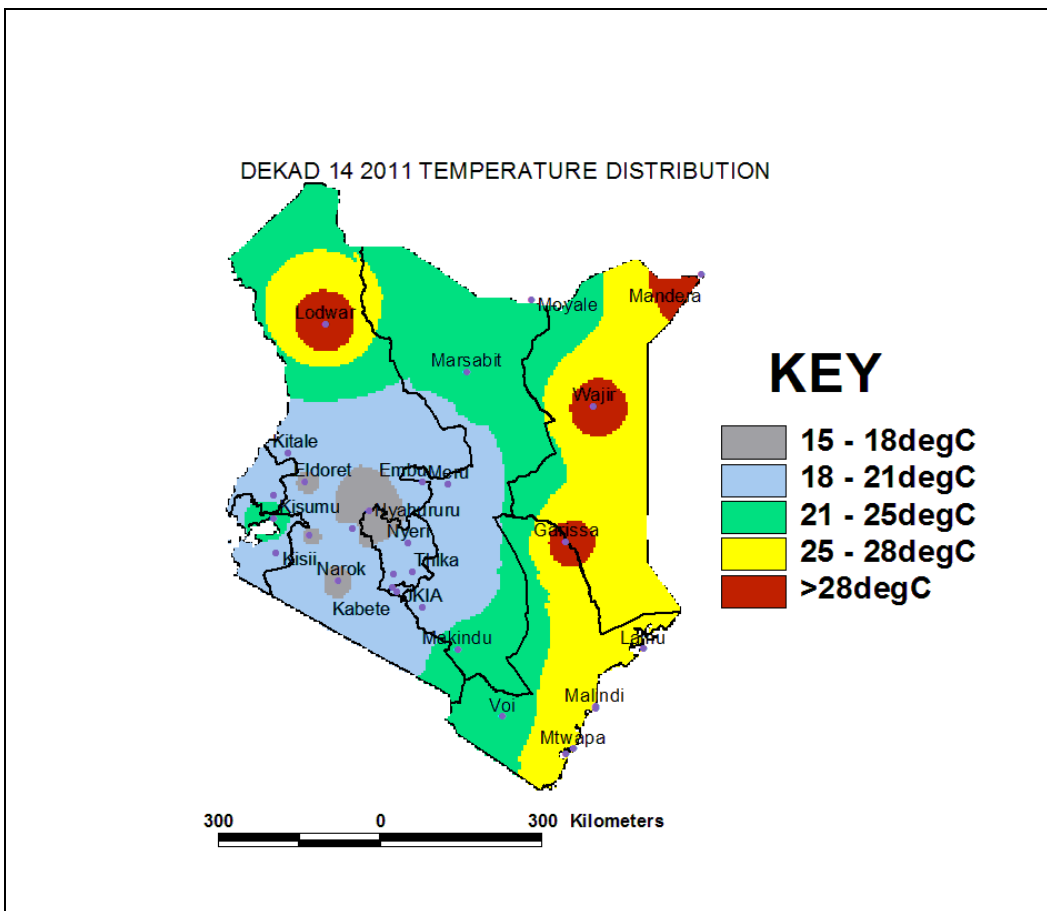 DEKAD 14 2011 TEMPERATURE DISTRIBUTION
Lodwar
Mandera
Moyale
Marsabit
Wajir
KEY
15 - 18degC
18 - 21degC
21 - 25degC
25 - 28degC
>28degC
Kitale
Eldoret
Embu
Meru
Kisumu
Nyahururu
Nyeri
Garissa
Kisii
Narok
Thika
Kabete
JKIA
Makindu
Lamu
Voi
Malindi
Mtwapa
300 0 300 Kilometers